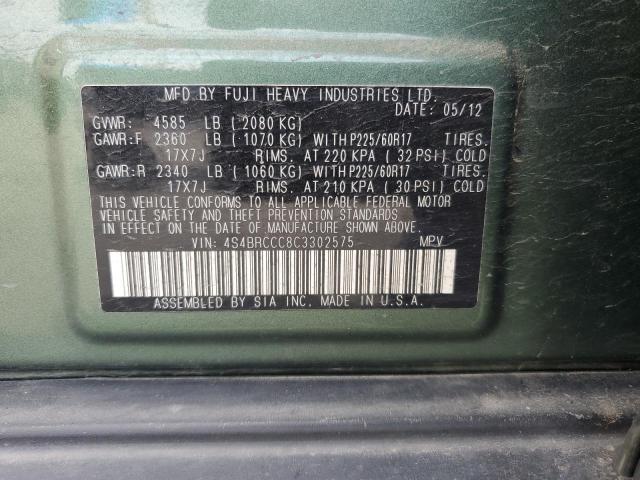 MFD. BY FUJI HEAVY INDUSTRIES LTD.
DATE: 05/12
GVWR: 4585 LB (2080 KG)
GAWR:F 2360 LB (1070 KG) WITH P225/60R17 TIRES.
17X7J RIMS. AT 220 KPA (32 PSI) COLD
GAWR:R 2340 LB (1060 KG) WITH P225/60R17 TIRES.
17X7J RIMS. AT 210 KPA (30 PSI) COLD
THIS VEHICLE CONFORMS TO ALL APPLICABLE FEDERAL MOTOR
VEHICLE SAFETY AND THEFT PREVENTION STANDARDS
IN EFFECT ON THE DATE OF MANUFACTURE SHOWN ABOVE.
VIN: 4S4BRCCC8C3302575 MPV
ASSEMBLED BY SIA INC. MADE IN U.S.A.